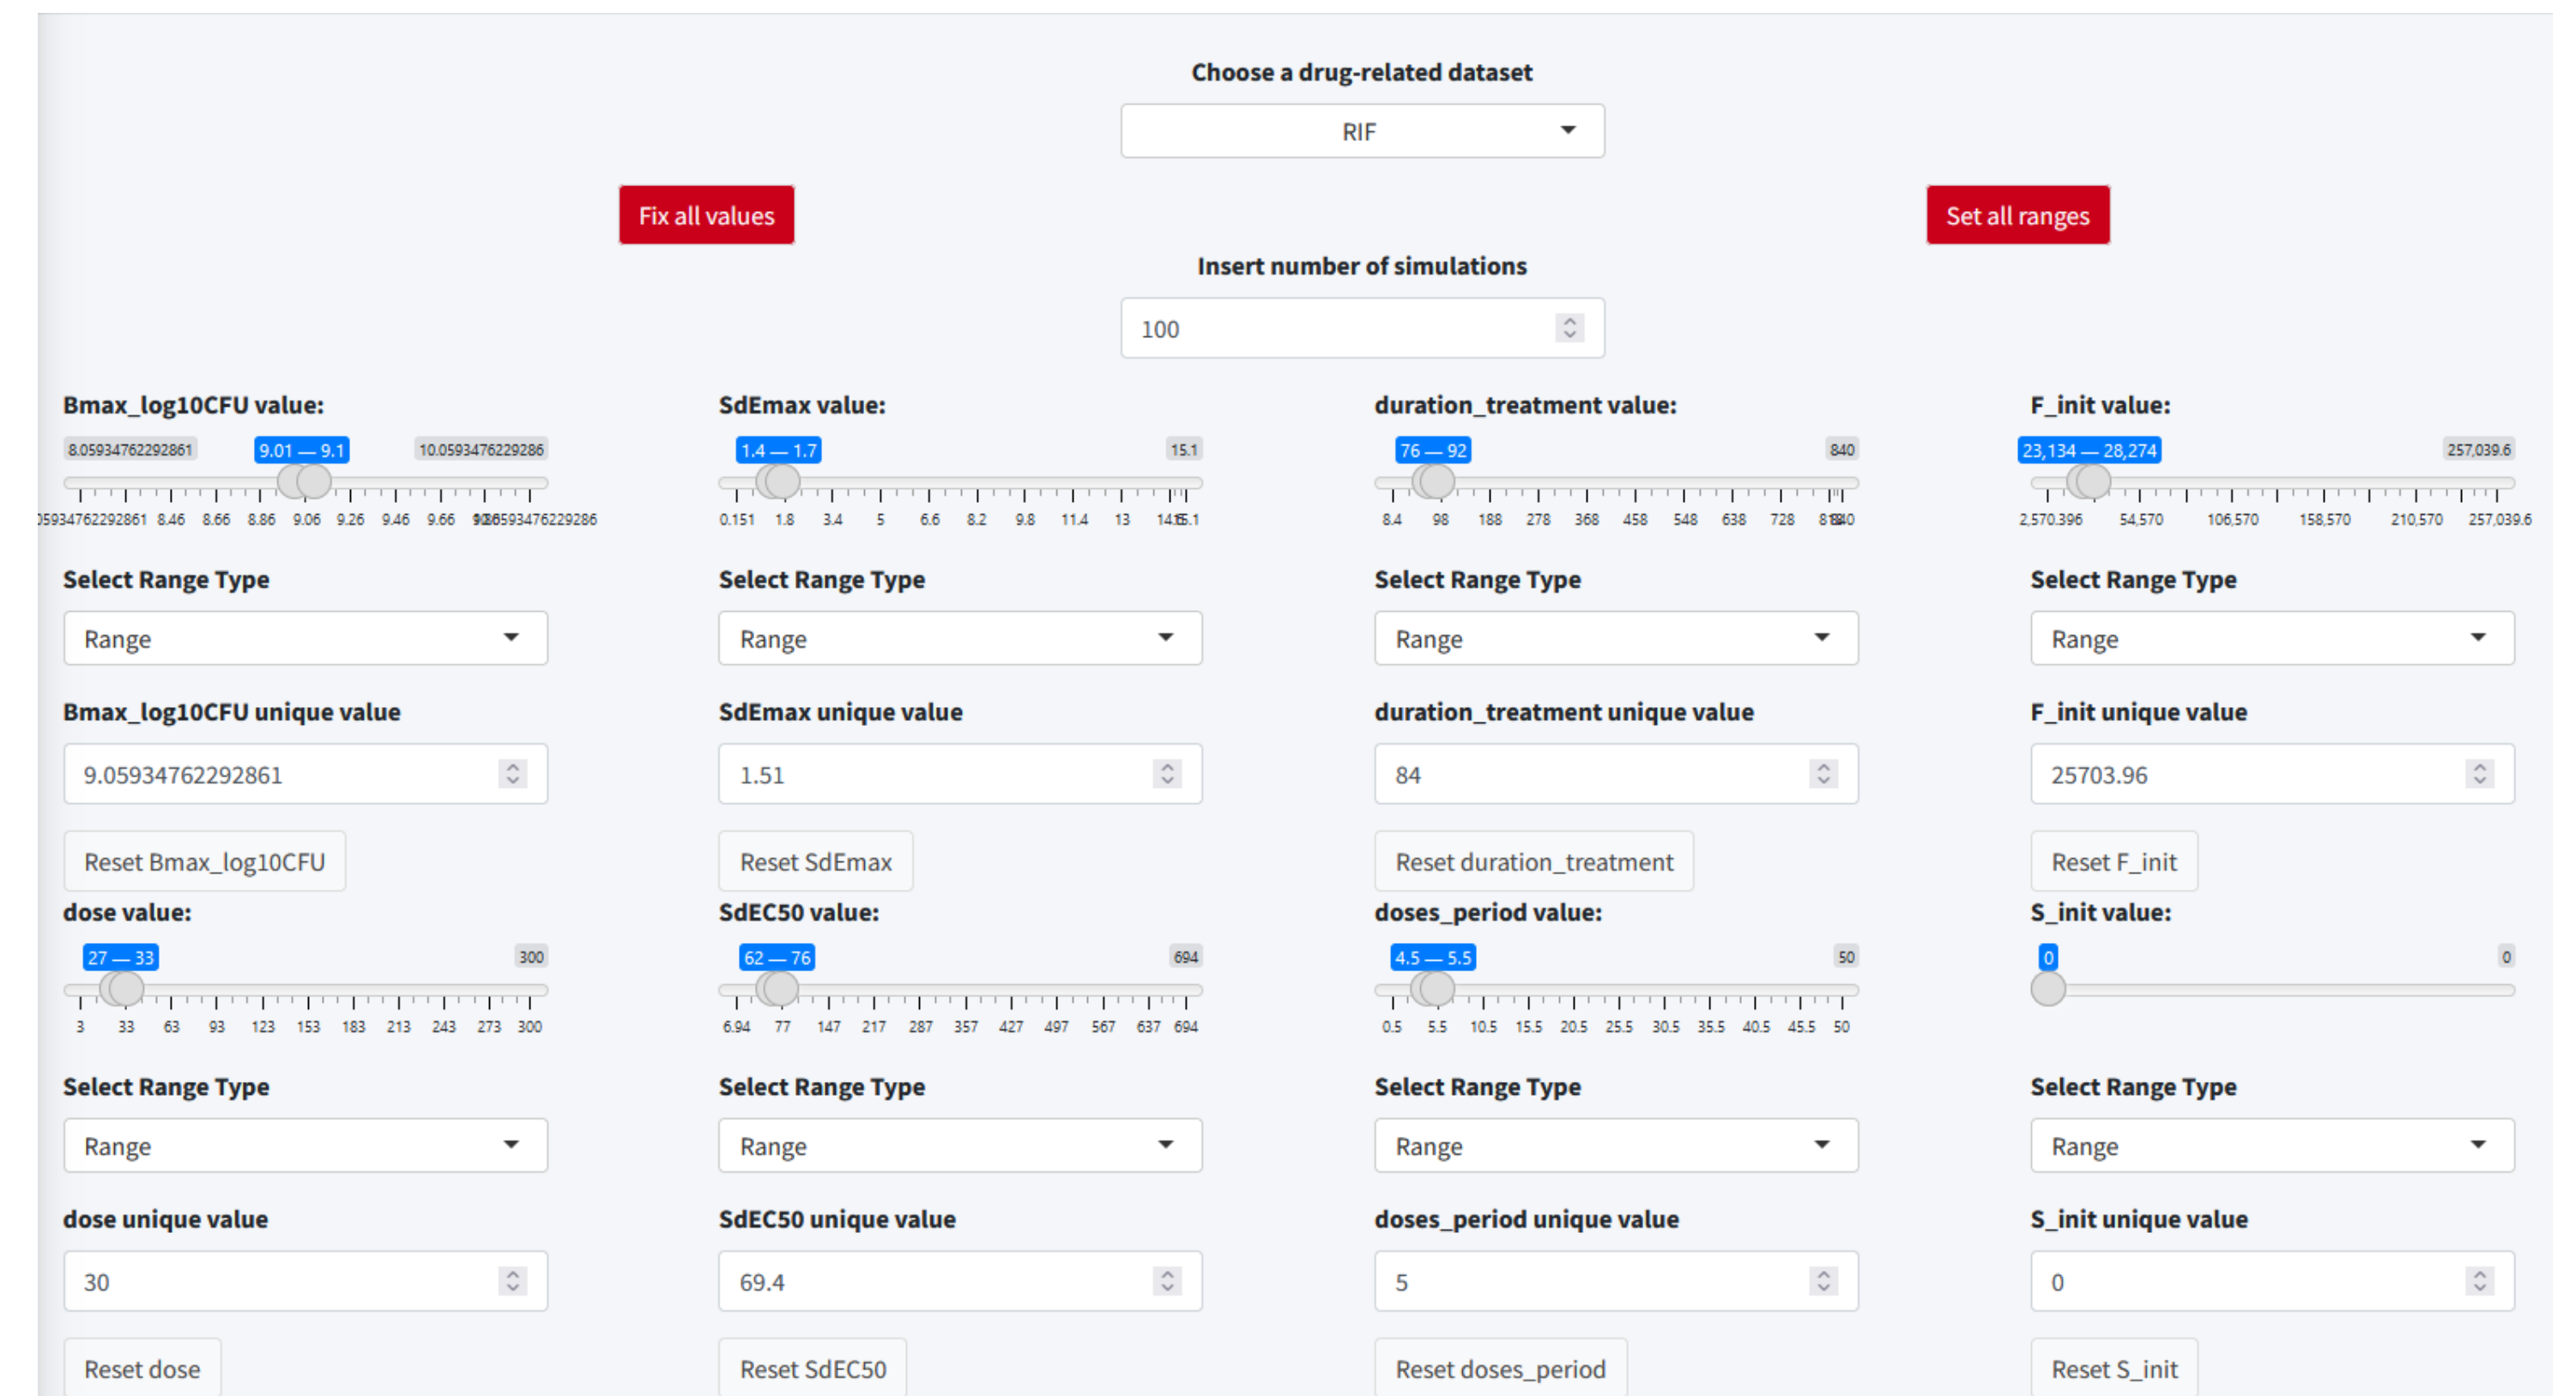 Choose a drug-related dataset
RIF
Fix all values
Set all ranges
Insert number of simulations
100
Bmax_log10CFU value: SdEmax value: duration_treatment value: F_init value:
8.05934762292861 9.01 — 9.1 10.0593476229286 1.4 — 1.7 15.1 76 — 92 840 23,134 — 28,274 257,039.6
05934762292861 8.46 8.66 8.86 9.06 9.26 9.46 9.66 0.151 1.8 3.4 5 6.6 8.2 9.8 11.4 13 8.4 98 188 278 368 458 548 638 728 2,570.396 54,570 106,570 158,570 210,570 257,039.6
Select Range Type Select Range Type Select Range Type Select Range Type
Range Range Range Range
Bmax_log10CFU unique value SdEmax unique value duration_treatment unique value F_init unique value
9.05934762292861 1.51 84 25703.96
Reset Bmax_log10CFU Reset SdEmax Reset duration_treatment Reset F_init
dose value: SdEC50 value: doses_period value: S_init value:
27 — 33 300 62 — 76 694 4.5 — 5.5 50 0 0
3 33 63 93 123 153 183 213 243 273 300 6.94 77 147 217 287 357 427 497 567 637 694 0.5 5.5 10.5 15.5 20.5 25.5 30.5 35.5 40.5 45.5 50
Select Range Type Select Range Type Select Range Type Select Range Type
Range Range Range Range
dose unique value SdEC50 unique value doses_period unique value S_init unique value
30 69.4 5 0
Reset dose Reset SdEC50 Reset doses_period Reset S_init